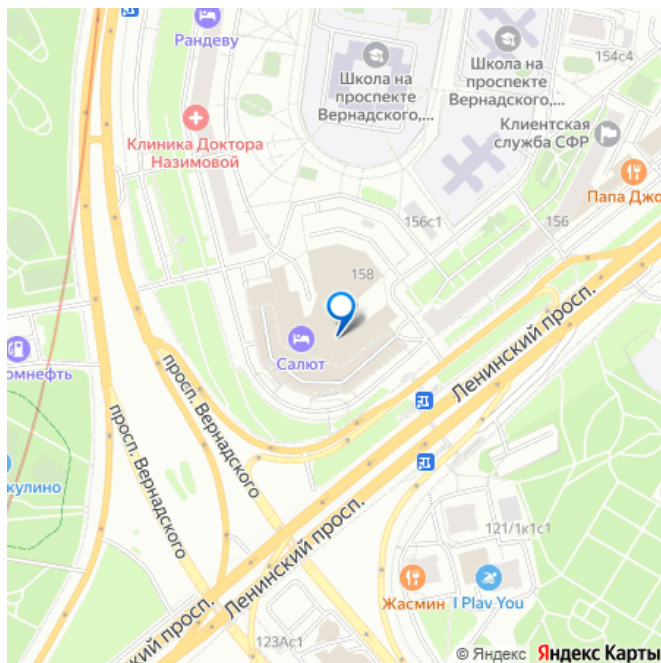 Рандеву
Школа на
проспекте
Вернадского,...
Школа на
проспекте
Вернадского,...
154с4
Клиника Доктора
Назимовой
Клиентская
служба СФР
Папа Джо
156с1
156
158
Салют
омнефть
Ленинский просп.
просп. Вернадского
просп. Вернадского
кулино
Ленинский просп.
нский просп.
121/1к1с1
Жасмин
I Play You
123Ас1
© Яндекс Яндекс Карты